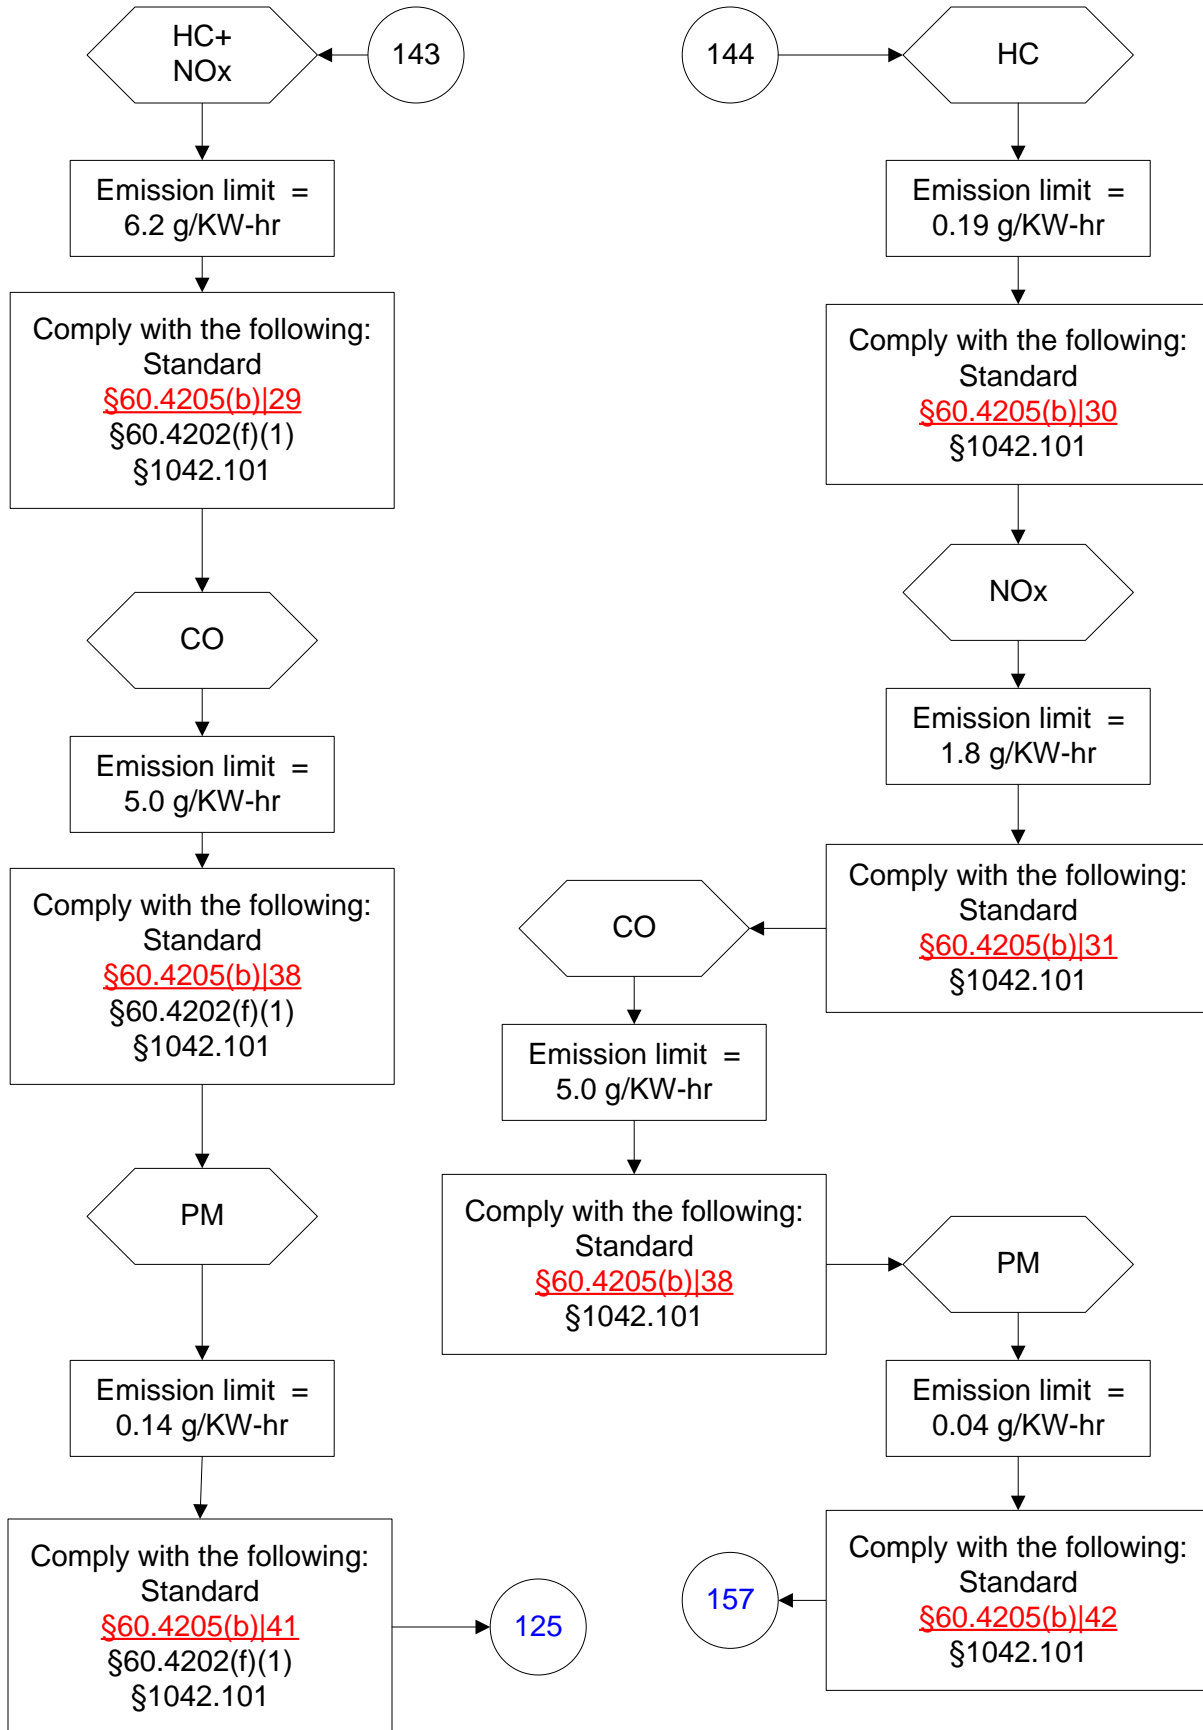 HC+
NOx
143
Emission limit =
6.2 g/KW-hr
Comply with the following:
Standard
§60.4205(b)|29
§60.4202(f)(1)
§1042.101
CO
Emission limit =
5.0 g/KW-hr
Comply with the following:
Standard
§60.4205(b)|38
§60.4202(f)(1)
§1042.101
PM
Emission limit =
0.14 g/KW-hr
Comply with the following:
Standard
§60.4205(b)|41
§60.4202(f)(1)
§1042.101
125
144
HC
Emission limit =
0.19 g/KW-hr
Comply with the following:
Standard
§60.4205(b)|30
§1042.101
NOx
Emission limit =
1.8 g/KW-hr
Comply with the following:
Standard
§60.4205(b)|31
§1042.101
CO
Emission limit =
5.0 g/KW-hr
Comply with the following:
Standard
§60.4205(b)|38
§1042.101
PM
Emission limit =
0.04 g/KW-hr
Comply with the following:
Standard
§60.4205(b)|42
§1042.101
157